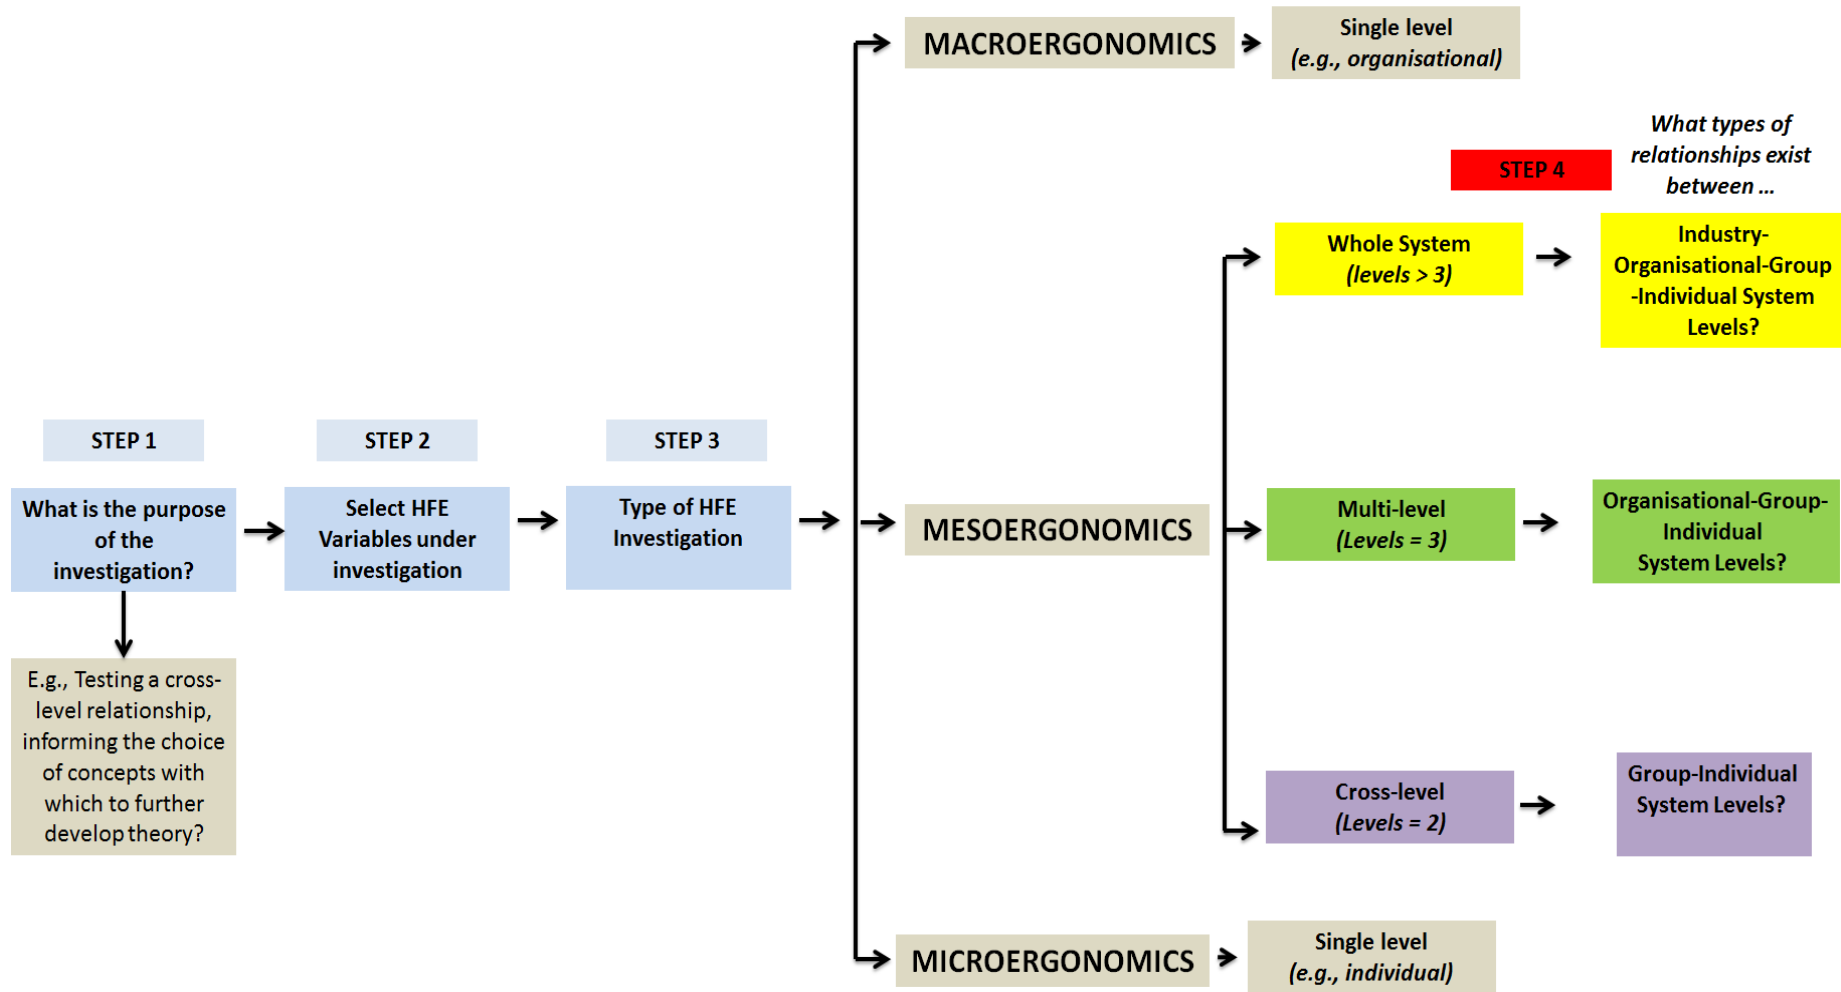 MACROERGONOMICS
Single level
(e.g., organisational)
What types of
relationships exist
between ...
STEP 4
Whole System
(levels > 3)
Industry-
Organisational-Group
-Individual System
Levels?
STEP 1
STEP 2
STEP 3
What is the purpose
of the
investigation?
Select HFE
Variables under
investigation
Type of HFE
Investigation
MESOERGONOMICS
Multi-level
(Levels = 3)
Organisational-Group-
Individual
System Levels?
E.g., Testing a cross-
level relationship,
informing the choice
of concepts with
which to further
develop theory?
Cross-level
(Levels = 2)
Group-Individual
System Levels?
MICROERGONOMICS
Single level
(e.g., individual)